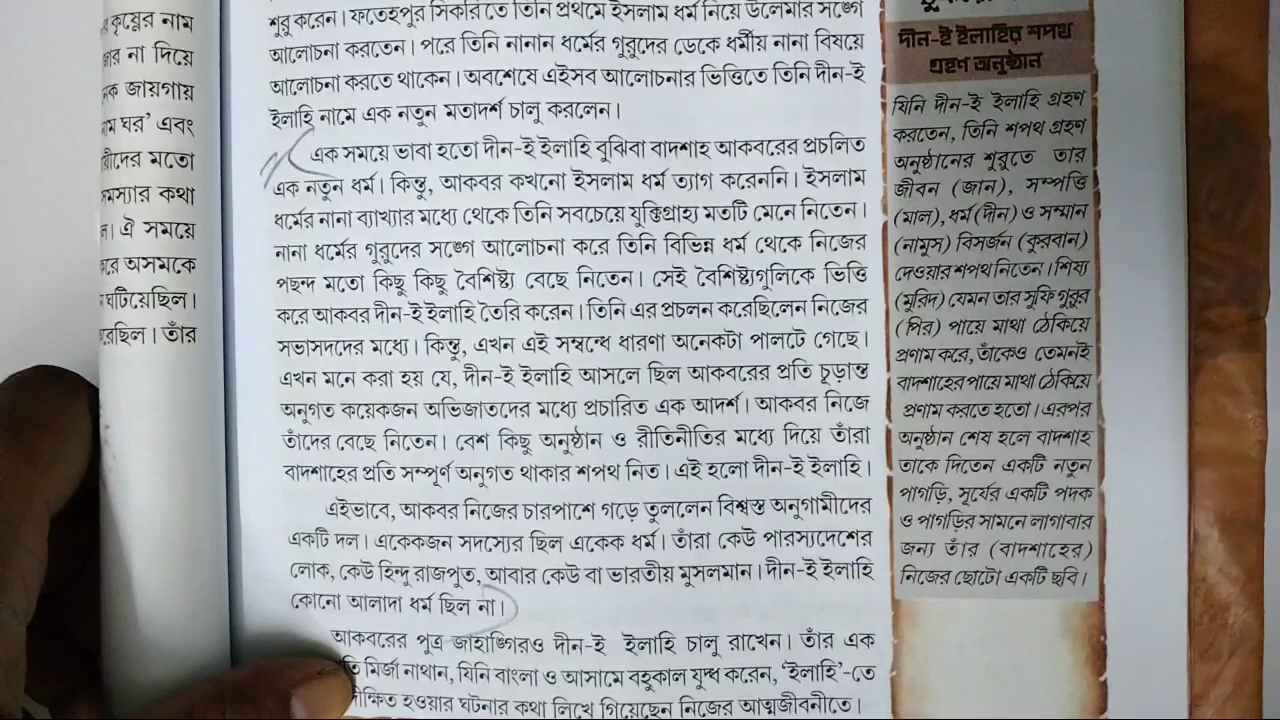 কৃষ্ণের নাম
না দিয়ে
জায়গায়
ঘর' এবং
মতো
কথা
ঐ সময়ে
অসমকে
ঘটিয়েছিল।
তাঁর
শুরু করেন। ফতেহপুর সিকরিতে তিনি প্রথমে ইসলাম ধর্ম নিয়ে উলেমার সঙ্গে
আলোচনা করতেন। পরে তিনি নানান ধর্মের গুরুদের ডেকে ধর্মীয় নানা বিষয়ে
আলোচনা করতে থাকেন। অবশেষে এইসব আলোচনার ভিত্তিতে তিনি দীন-ই
ইলাহি নামে এক নতুন মতাদর্শ চালু করলেন।
এক সময়ে ভাবা হতো দীন-ই ইলাহি বুঝিবা বাদশাহ আকবরের প্রচলিত
এক নতুন ধর্ম। কিন্তু, আকবর কখনো ইসলাম ধর্ম ত্যাগ করেননি। ইসলাম
ধর্মের নানা ব্যাখ্যার মধ্যে থেকে তিনি সবচেয়ে যুক্তিগ্রাহ্য মতটি মেনে নিতেন।
নানা ধর্মের গুরুদের সঙ্গে আলোচনা করে তিনি বিভিন্ন ধর্ম থেকে নিজের
পছন্দ মতো কিছু কিছু বৈশিষ্ট্য বেছে নিতেন। সেই বৈশিষ্ট্যগুলিকে ভিত্তি
করে আকবর দীন-ই ইলাহি তৈরি করেন। তিনি এর প্রচলন করেছিলেন নিজের
সভাসদদের মধ্যে। কিন্তু, এখন এই সম্বন্ধে ধারণা অনেকটা পালটে গেছে।
এখন মনে করা হয় যে, দীন-ই ইলাহি আসলে ছিল আকবরের প্রতি চূড়ান্ত
অনুগত কয়েকজন অভিজাতদের মধ্যে প্রচারিত এক আদর্শ। আকবর নিজে
তাঁদের বেছে নিতেন। বেশ কিছু অনুষ্ঠান ও রীতিনীতির মধ্যে দিয়ে তাঁরা
বাদশাহের প্রতি সম্পূর্ণ অনুগত থাকার শপথ নিত। এই হলো দীন-ই ইলাহি।
এইভাবে, আকবর নিজের চারপাশে গড়ে তুললেন বিশ্বস্ত অনুগামীদের
একটি দল। একেকজন সদস্যের ছিল একেক ধর্ম। তাঁরা কেউ পারস্যদেশের
লোক, কেউ হিন্দু রাজপুত, আবার কেউ বা ভারতীয় মুসলমান। দীন-ই ইলাহি
কোনো আলাদা ধর্ম ছিল না।
আকবরের পুত্র জাহাঙ্গিরও দীন-ই ইলাহি চালু রাখেন। তাঁর এক
মির্জা নাথান, যিনি বাংলা ও আসামে বহুকাল যুদ্ধ করেন, 'ইলাহি'-তে
হওয়ার ঘটনার কথা লিখে গিয়েছেন নিজের আত্মজীবনীতে।
দীন-ই ইলাহির শপথ
গ্রহণ অনুষ্ঠান
যিনি দীন-ই ইলাহি গ্রহণ
করতেন, তিনি শপথ গ্রহণ
অনুষ্ঠানের শুরুতে তার
জীবন (জান), সম্পত্তি
(মাল), ধর্ম (দীন) ও সম্মান
(নামুস) বিসর্জন (কুরবান)
দেওয়ার শপথ নিতেন। শিষ্য
(মুরিদ) যেমন তার সুফি গুরুর
(পির) পায়ে মাথা ঠেকিয়ে
প্রণাম করে, তাঁকেও তেমনই
বাদশাহের পায়ে মাথা ঠেকিয়ে
প্রণাম করতে হতো। এরপর
অনুষ্ঠান শেষ হলে বাদশাহ
তাকে দিতেন একটি নতুন
পাগড়ি, সূর্যের একটি পদক
ও পাগড়ির সামনে লাগাবার
জন্য তাঁর (বাদশাহের)
নিজের ছোটো একটি ছবি।